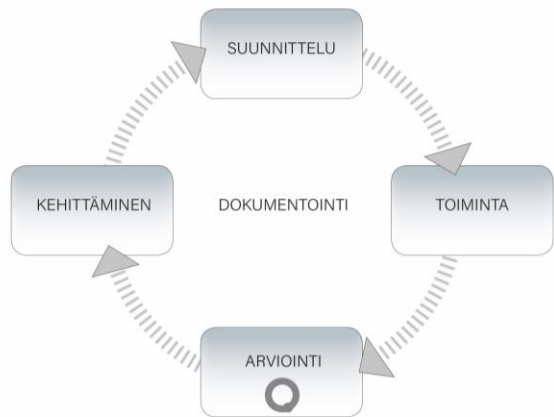 SUUNNITTELU
KEHITTÄMINEN
DOKUMENTOINTI
TOIMINTA
ARVIOINTI